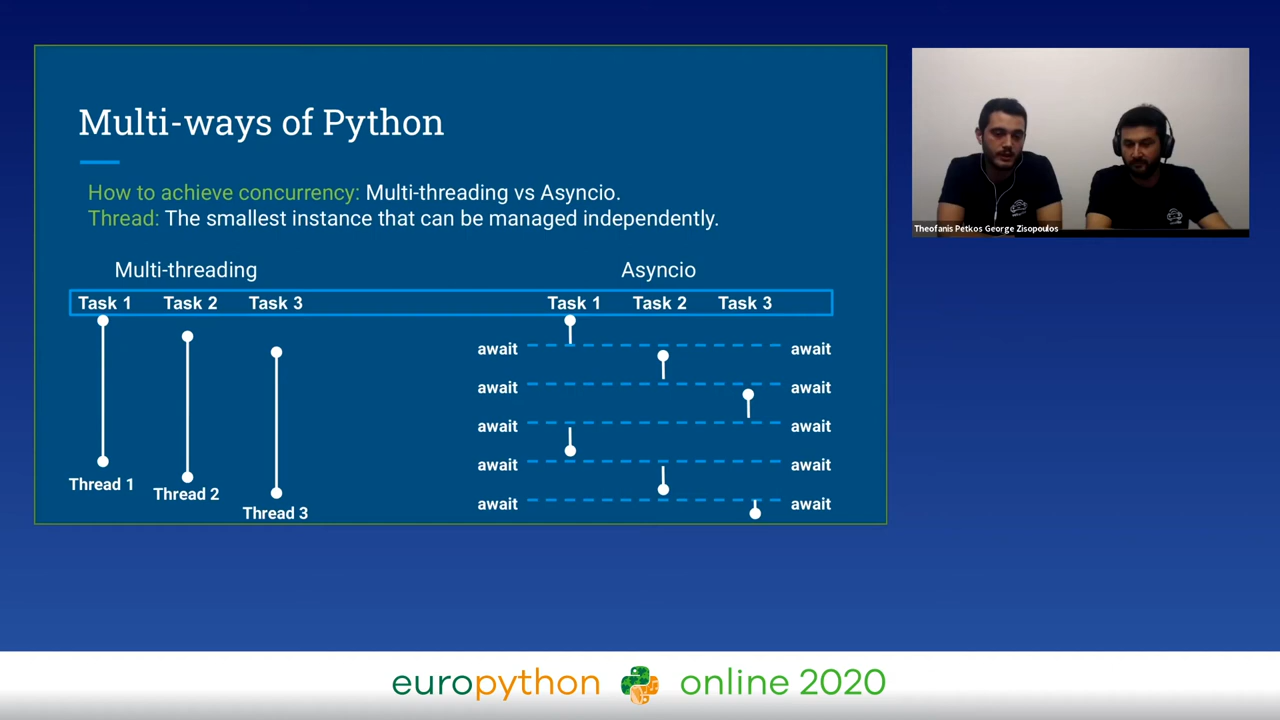 Multi-ways of Python
How to achieve concurrency: Multi-threading vs Asyncio.
Thread: The smallest instance that can be managed independently.
Multi-threading
Task 1 Task 2 Task 3
Thread 1
Thread 2
Thread 3
Asyncio
Task 1 Task 2 Task 3
await await
await await
await await
await await
await await
Theofanis Petkos George Zisopoulos
europython online 2020